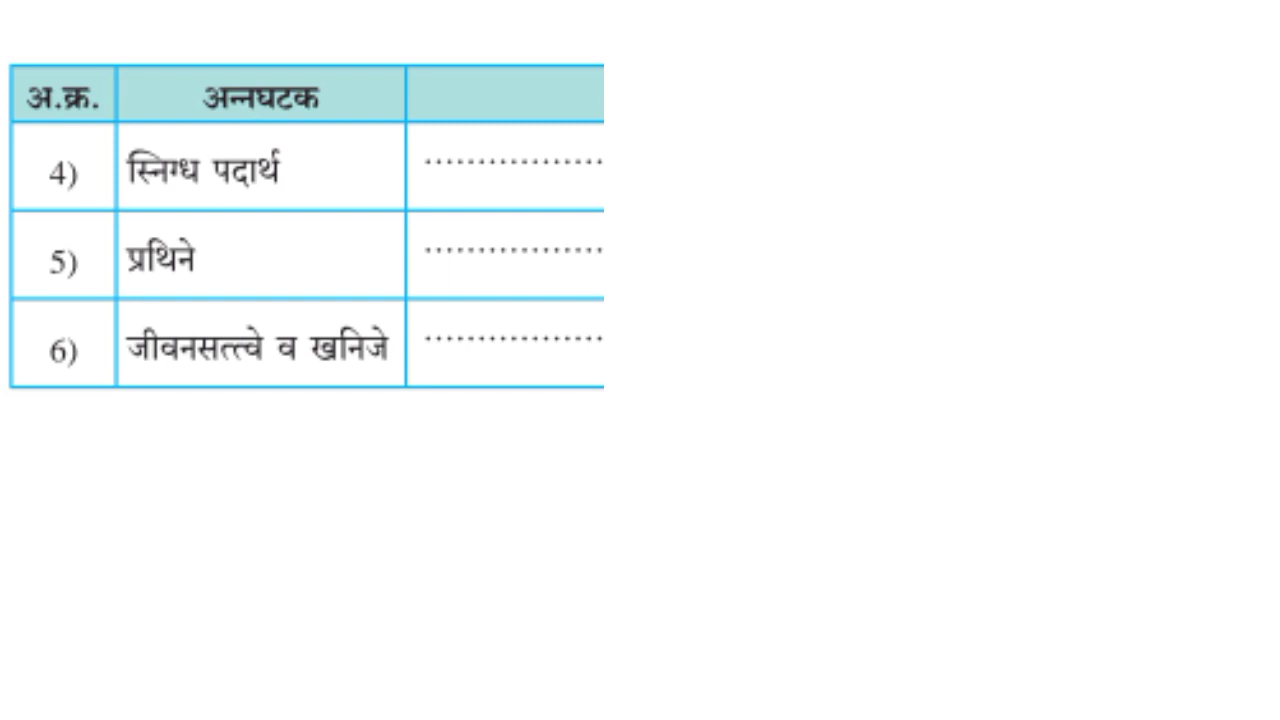 अ.क्र. अन्नघटक
4) स्निग्ध पदार्थ ..................
5) प्रथिने ..................
6) जीवनसत्त्वे व खनिजे ..................